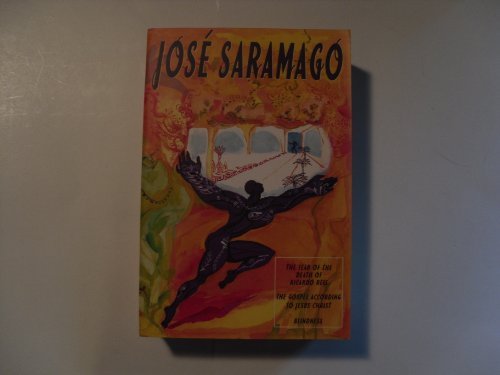 JOSÉ SARAMAGO
THE YEAR OF THE
DEATH OF
RICARDO REIS
THE GOSPEL ACCORDING
TO JESUS CHRIST
BLINDNESS